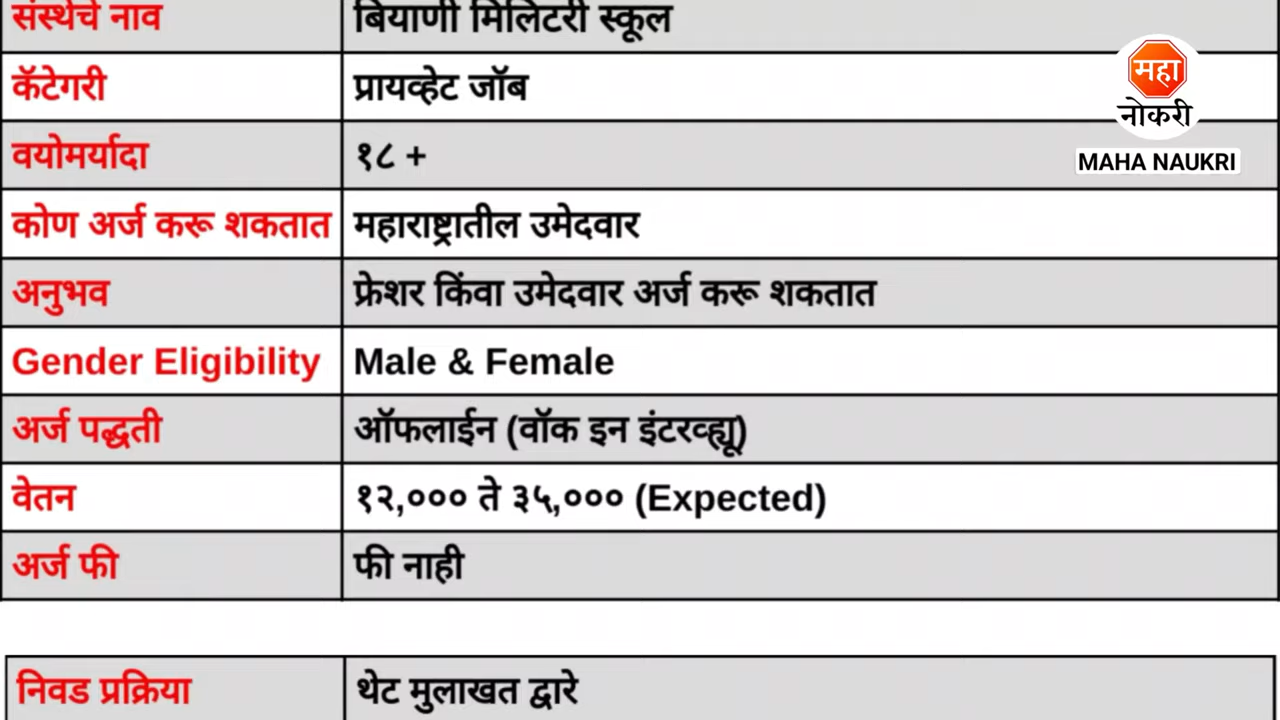 संस्थेचे नाव बियाणी मिलिटरी स्कूल
कॅटेगरी प्रायव्हेट जॉब
महा
नोकरी
MAHA NAUKRI
वयोमर्यादा १८ +
कोण अर्ज करू शकतात महाराष्ट्रातील उमेदवार
अनुभव फ्रेशर किंवा उमेदवार अर्ज करू शकतात
Gender Eligibility Male & Female
अर्ज पद्धती ऑफलाईन (वॉक इन इंटरव्ह्यू)
वेतन १२,००० ते ३५,००० (Expected)
अर्ज फी फी नाही
निवड प्रक्रिया थेट मुलाखत द्वारे